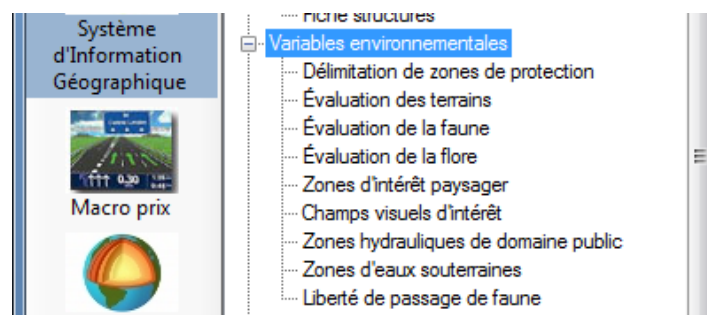 Système
d'Information
Géographique
Macro prix
Fiche structures
Variables environnementales
Délimitation de zones de protection
Évaluation des terrains
Évaluation de la faune
Évaluation de la flore
Zones d'intérêt paysager
Champs visuels d'intérêt
Zones hydrauliques de domaine public
Zones d'eaux souterraines
Liberté de passage de faune